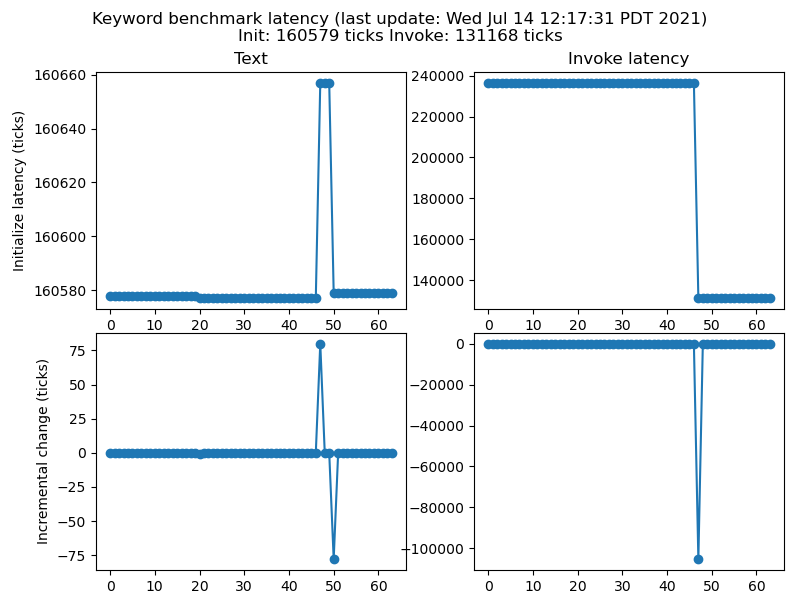 Keyword benchmark latency (last update: Wed Jul 14 12:17:31 PDT 2021)
Init: 160579 ticks Invoke: 131168 ticks
Text
Invoke latency
Initialize latency (ticks)
160660
160640
160620
160600
160580
0 10 20 30 40 50 60
240000
220000
200000
180000
160000
140000
0 10 20 30 40 50 60
Incremental change (ticks)
75
50
25
0
−25
−50
−75
0 10 20 30 40 50 60
0
−20000
−40000
−60000
−80000
−100000
0 10 20 30 40 50 60